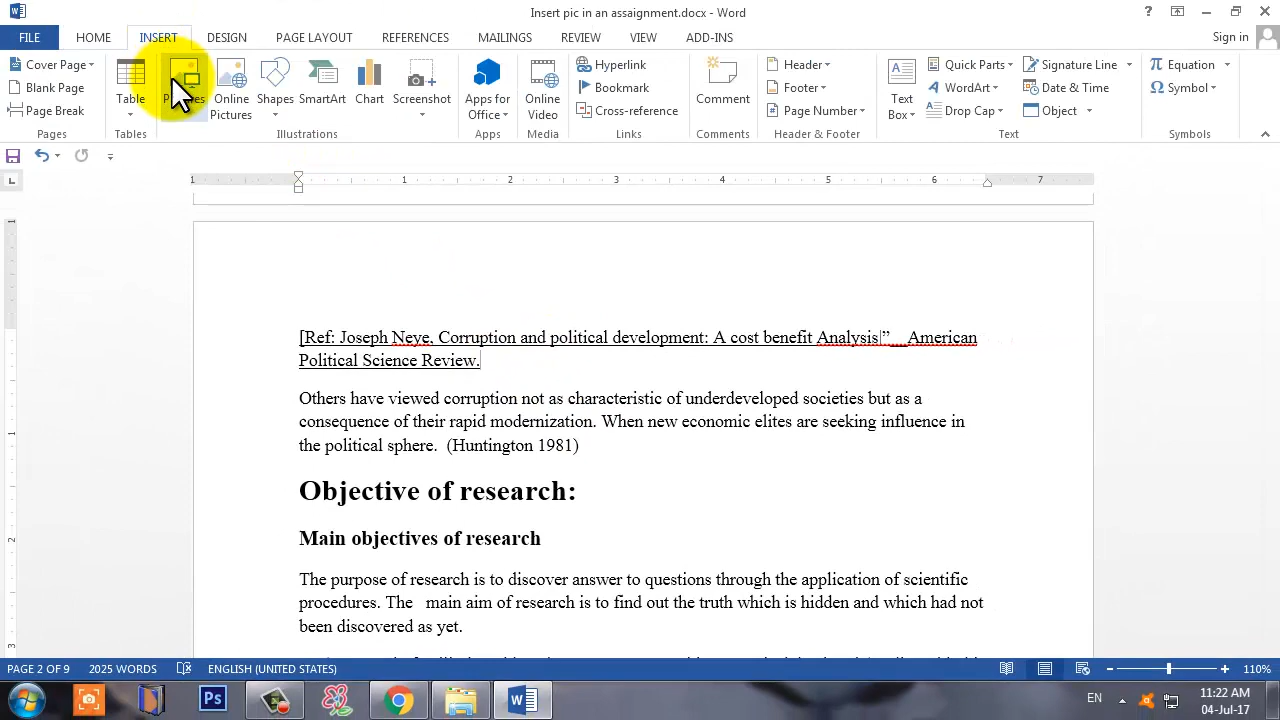 Insert pic in an assaignment.docx - Word
FILE HOME INSERT DESIGN PAGE LAYOUT REFERENCES MAILINGS REVIEW VIEW ADD-INS Sign in
Cover Page
Blank Page
Page Break
Pages
Table
Tables
Online Pictures
Shapes
SmartArt
Chart
Screenshot
Illustrations
Apps for Office
Apps
Online Video
Media
Hyperlink
Bookmark
Cross-reference
Links
Comment
Comments
Header
Footer
Page Number
Header & Footer
Text Box
Quick Parts
WordArt
Drop Cap
Signature Line
Date & Time
Object
Text
Equation
Symbol
Symbols
1 1 2 3 4 5 6 7
[Ref: Joseph Neye, Corruption and political development: A cost benefit Analysis” American
Political Science Review.
Others have viewed corruption not as characteristic of underdeveloped societies but as a
consequence of their rapid modernization. When new economic elites are seeking influence in
the political sphere. (Huntington 1981)
Objective of research:
Main objectives of research
The purpose of research is to discover answer to questions through the application of scientific
procedures. The main aim of research is to find out the truth which is hidden and which had not
been discovered as yet.
PAGE 2 OF 9 2025 WORDS ENGLISH (UNITED STATES) 110%
Ps
EN
11:22 AM
04-Jul-17